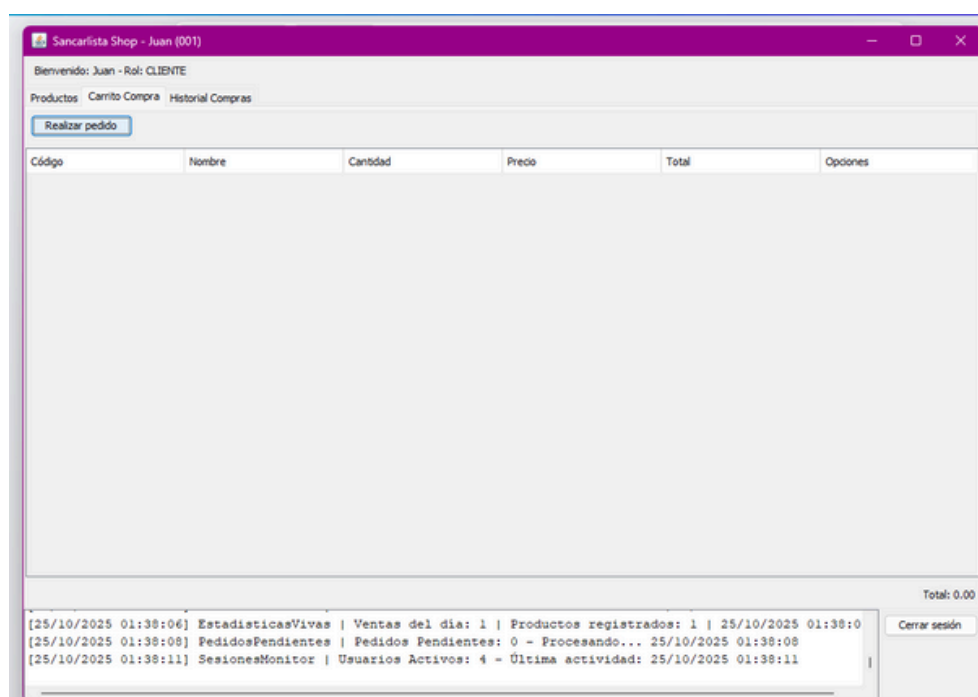 Sancarlista Shop - Juan (001)
Bienvenido: Juan - Rol: CLIENTE
Productos Carrito Compra Historial Compras
Realizar pedido
Código Nombre Cantidad Precio Total Opciones
Total: 0.00
[25/10/2025 01:38:06] EstadisticasVivas | Ventas del día: 1 | Productos registrados: 1 | 25/10/2025 01:38:0
Cerrar sesión
[25/10/2025 01:38:08] PedidosPendientes | Pedidos Pendientes: 0 - Procesando... 25/10/2025 01:38:08
[25/10/2025 01:38:11] SesionesMonitor | Usuarios Activos: 4 - Última actividad: 25/10/2025 01:38:11